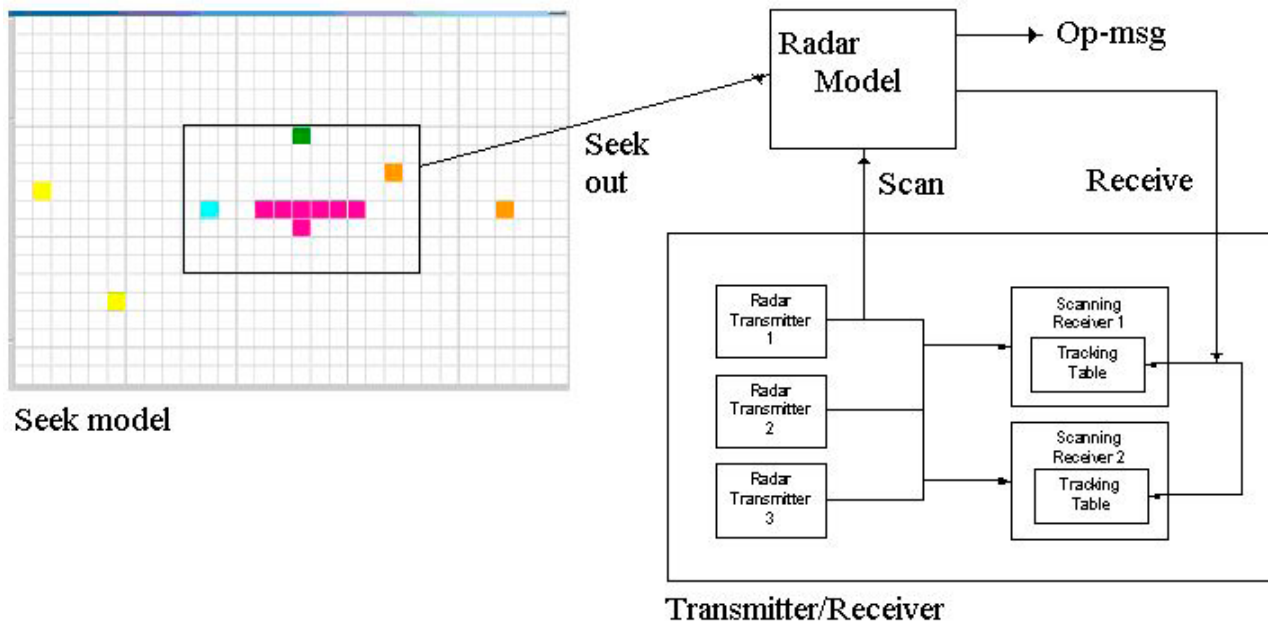 Radar
Model
Op-msg
Seek
out
Scan
Receive
Seek model
Radar
Transmitter
1
Radar
Transmitter
2
Radar
Transmitter
3
Scanning
Receiver 1
Tracking
Table
Scanning
Receiver 2
Tracking
Table
Transmitter/Receiver